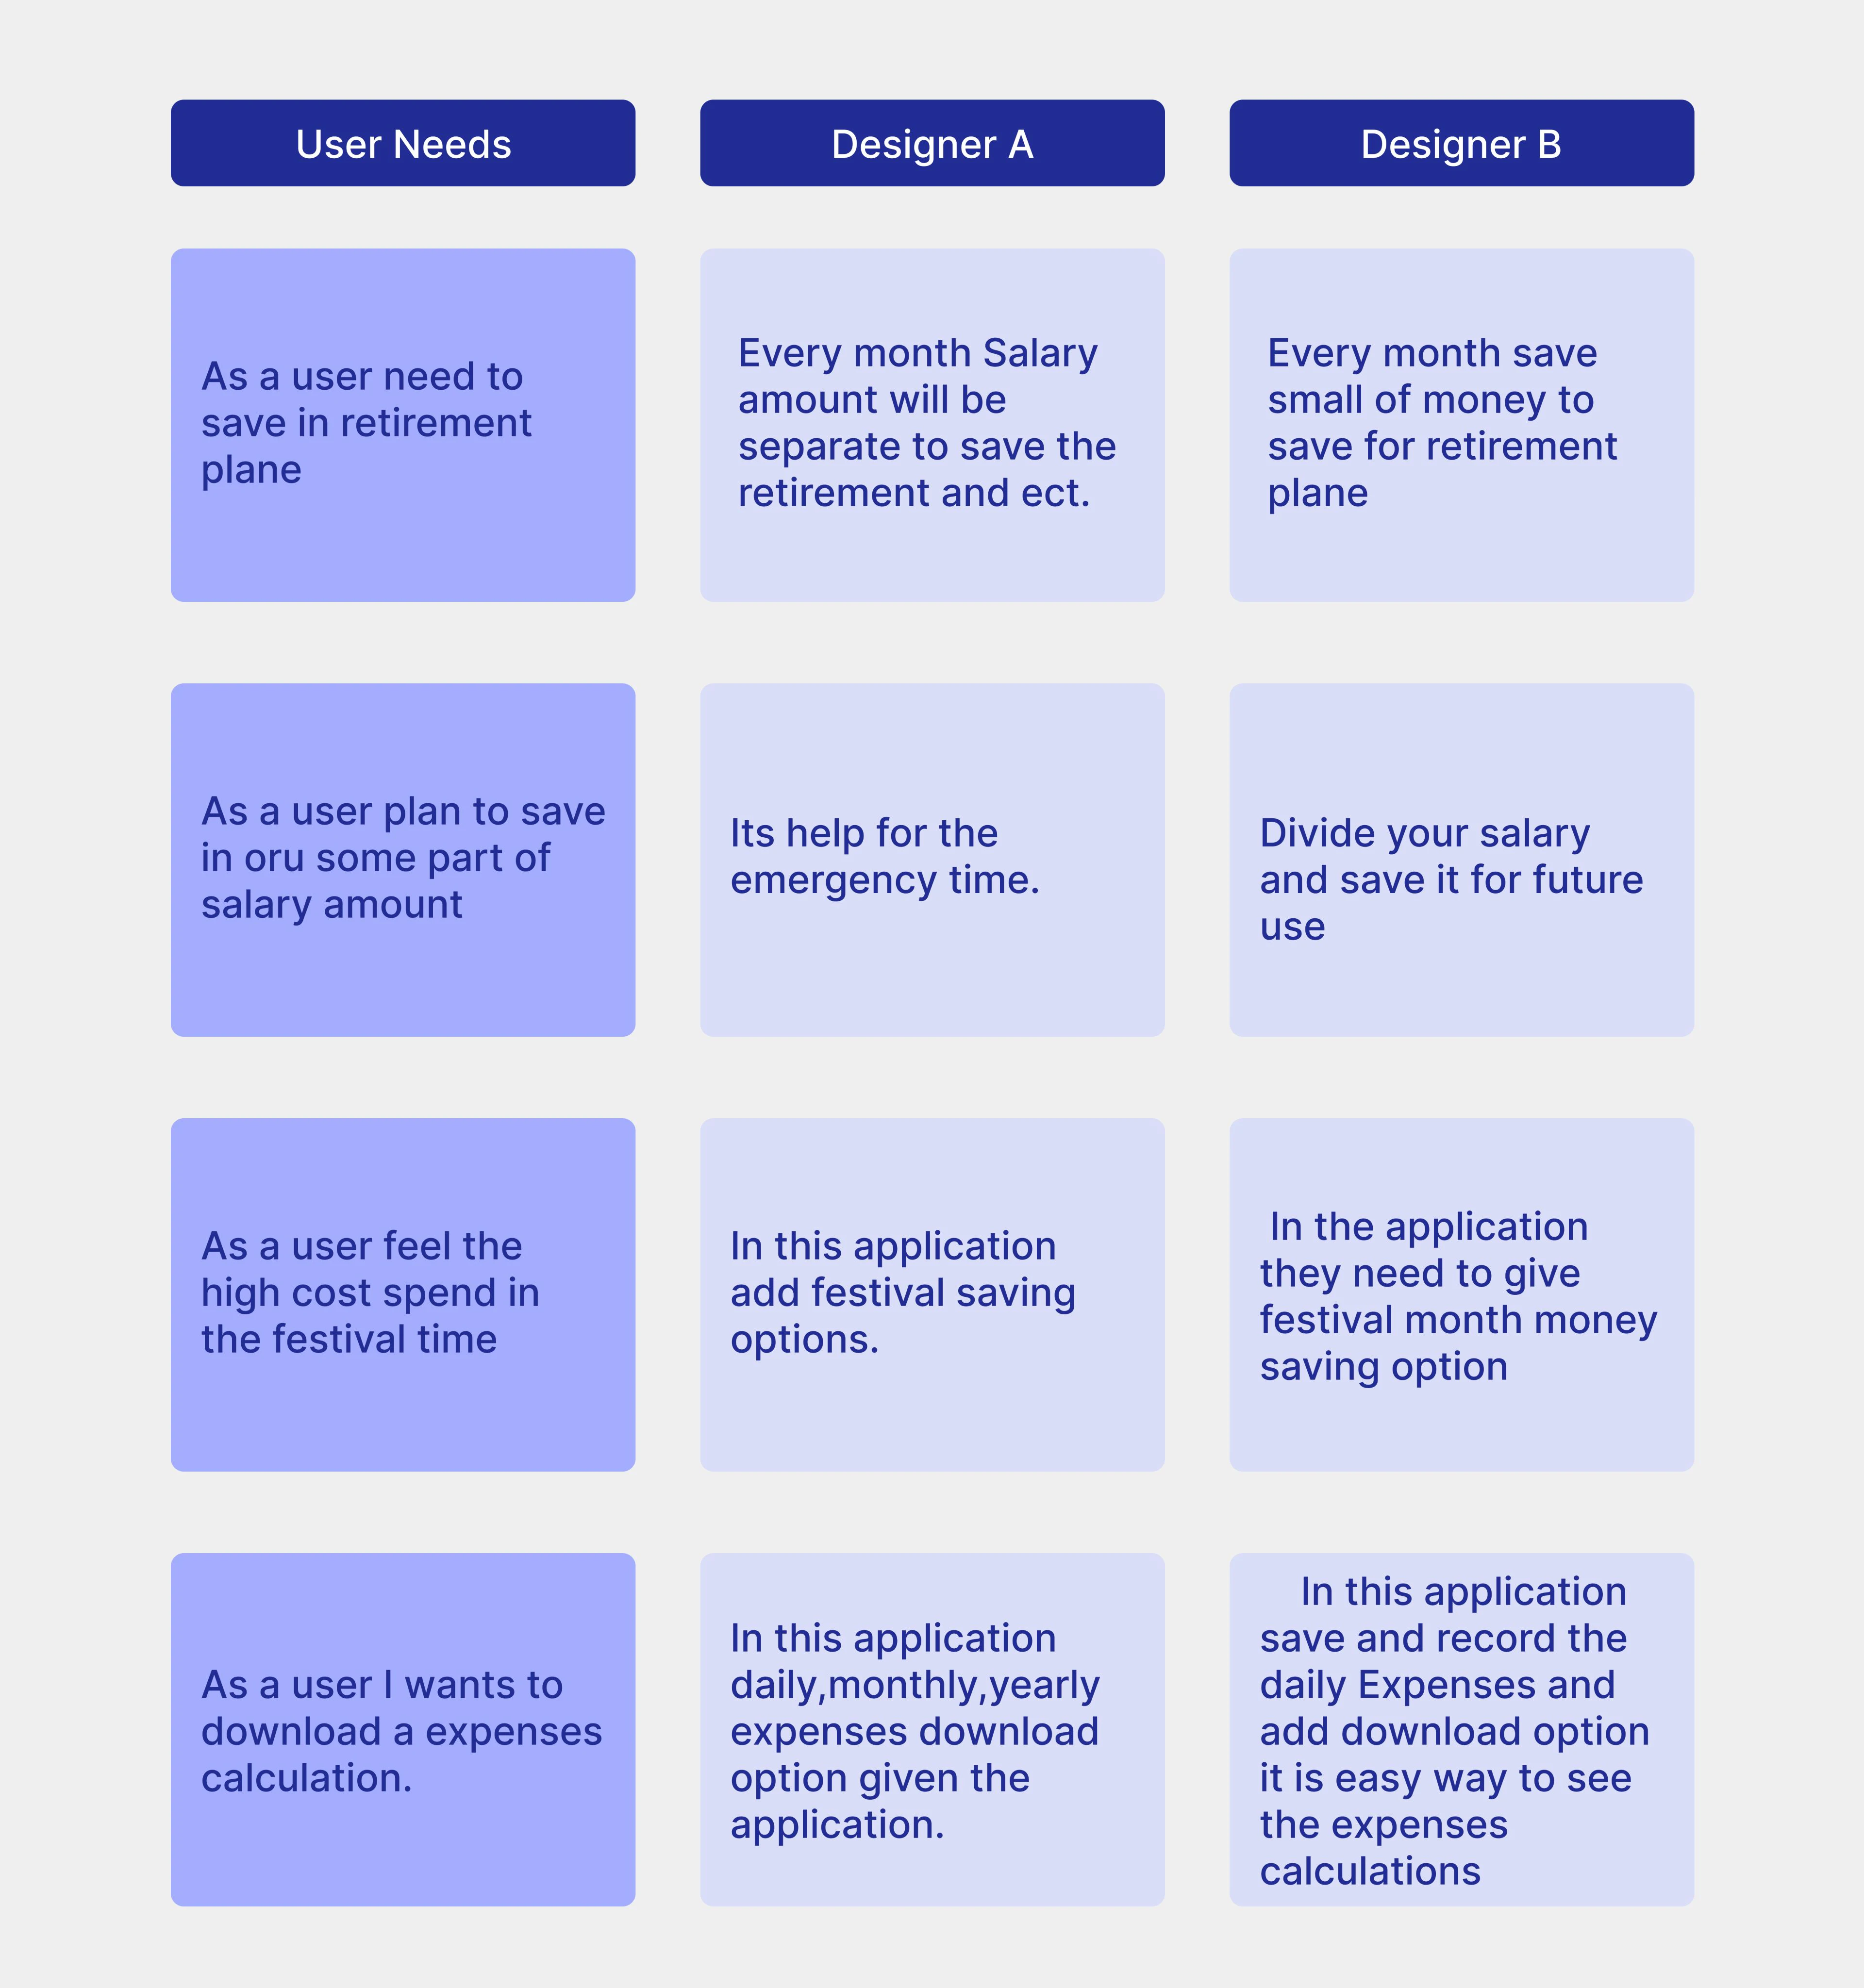 User Needs
Designer A
Designer B
As a user need to
save in retirement
plane
Every month Salary
amount will be
separate to save the
retirement and ect.
Every month save
small of money to
save for retirement
plane
As a user plan to save
in oru some part of
salary amount
Its help for the
emergency time.
Divide your salary
and save it for future
use
As a user feel the
high cost spend in
the festival time
In this application
add festival saving
options.
In the application
they need to give
festival month money
saving option
As a user I wants to
download a expenses
calculation.
In this application
daily,monthly,yearly
expenses download
option given the
application.
In this application
save and record the
daily Expenses and
add download option
it is easy way to see
the expenses
calculations